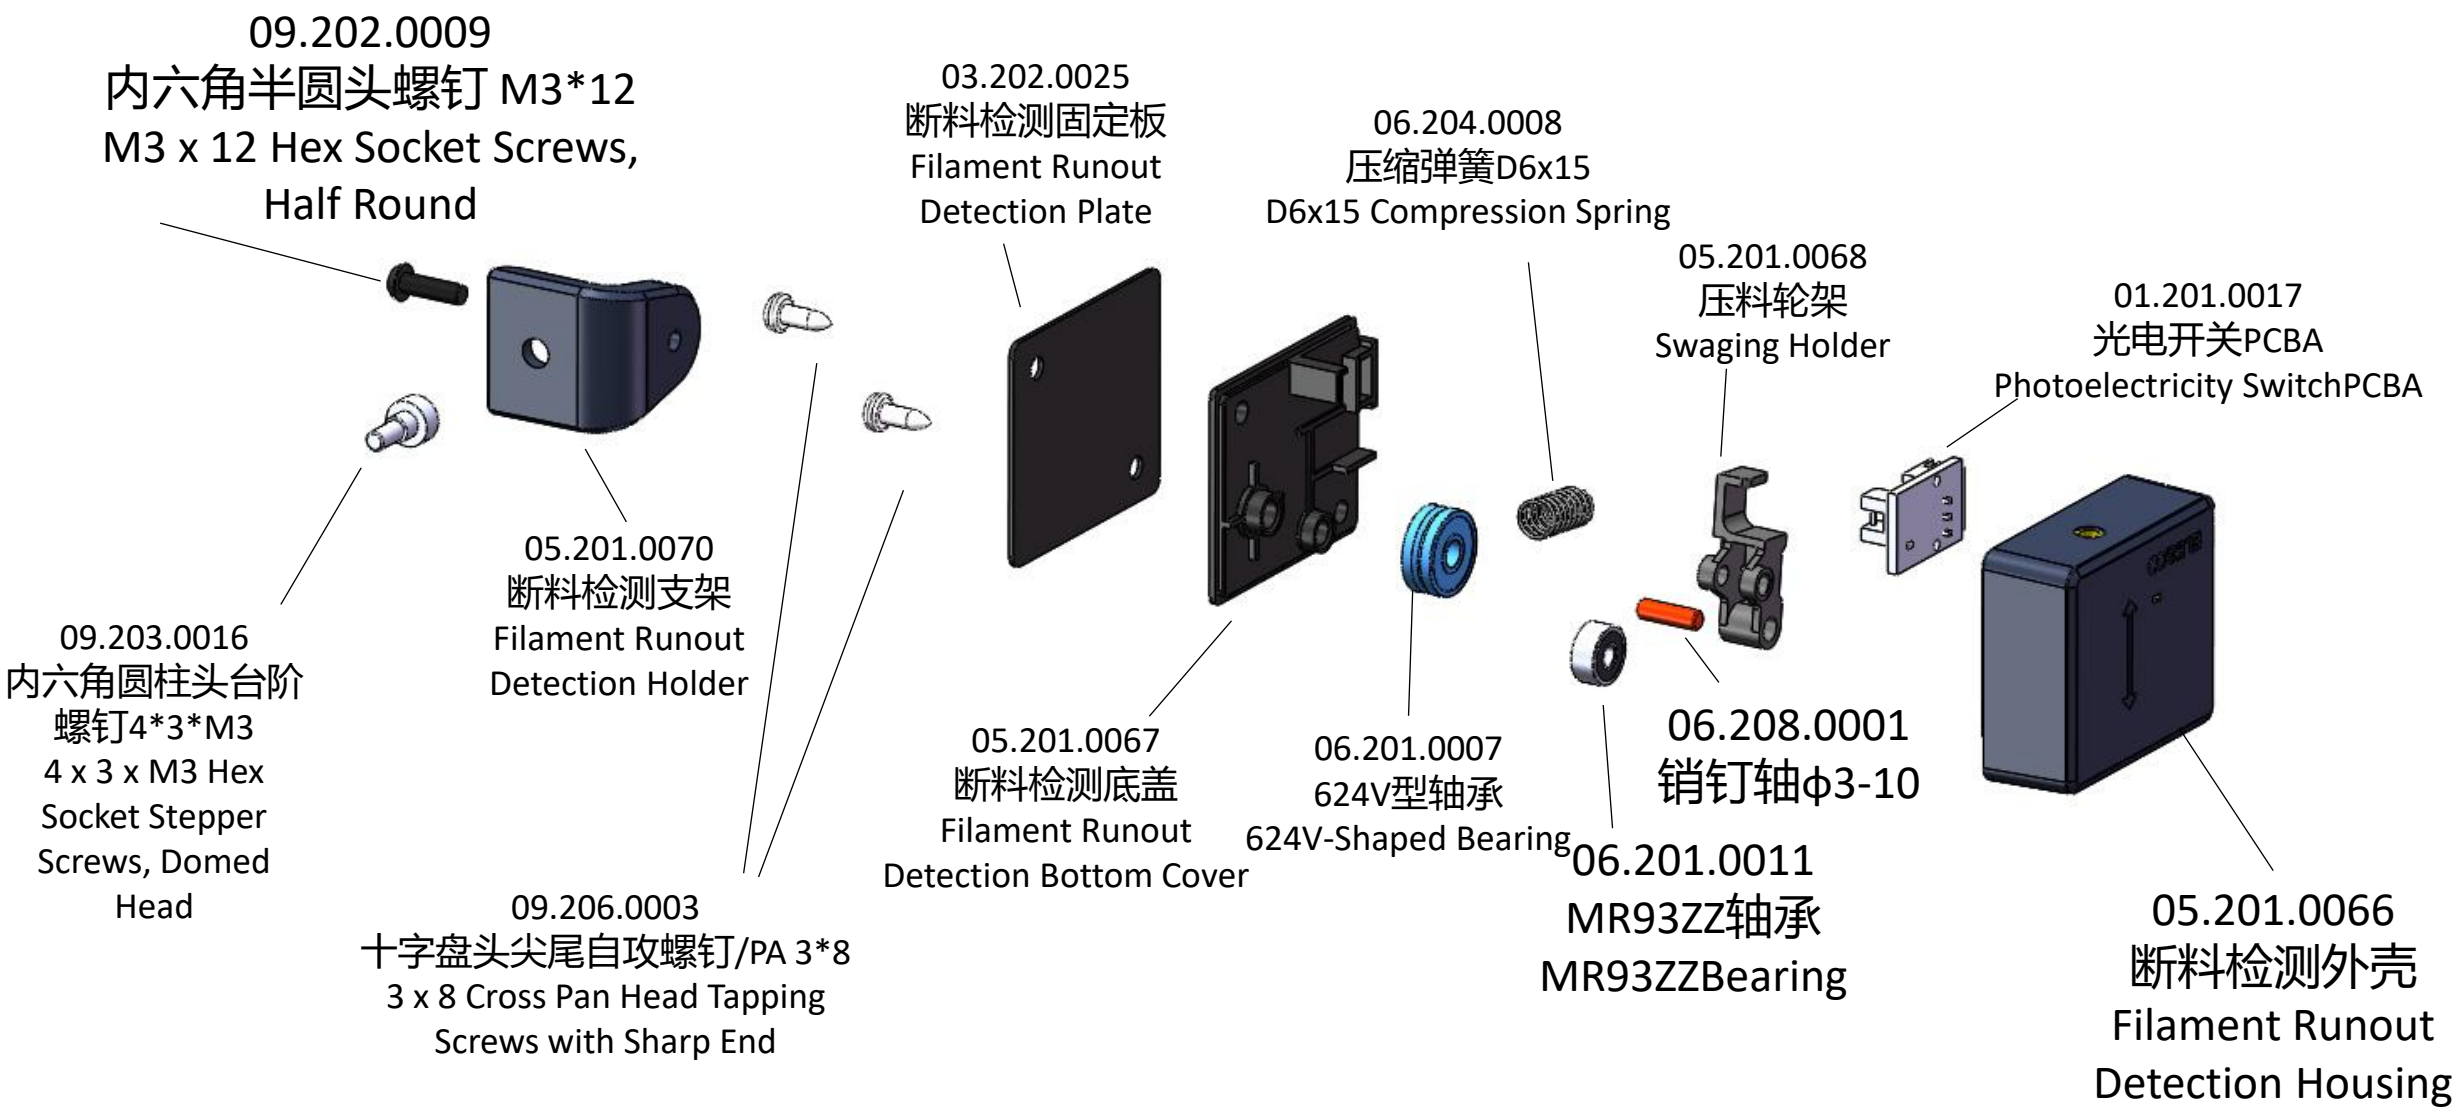 09.202.0009
内六角半圆头螺钉 M3*12
M3 x 12 Hex Socket Screws,
Half Round
03.202.0025
断料检测固定板
Filament Runout
Detection Plate
06.204.0008
压缩弹簧D6x15
D6x15 Compression Spring
05.201.0068
压料轮架
Swaging Holder
01.201.0017
光电开关PCBA
Photoelectricity SwitchPCBA
09.203.0016
内六角圆柱头台阶
螺钉4*3*M3
4 x 3 x M3 Hex
Socket Stepper
Screws, Domed
Head
05.201.0070
断料检测支架
Filament Runout
Detection Holder
09.206.0003
十字盘头尖尾自攻螺钉/PA 3*8
3 x 8 Cross Pan Head Tapping
Screws with Sharp End
05.201.0067
断料检测底盖
Filament Runout
Detection Bottom Cover
06.201.0007
624V型轴承
624V-Shaped Bearing
06.208.0001
销钉轴ϕ3-10
06.201.0011
MR93ZZ轴承
MR93ZZBearing
05.201.0066
断料检测外壳
Filament Runout
Detection Housing